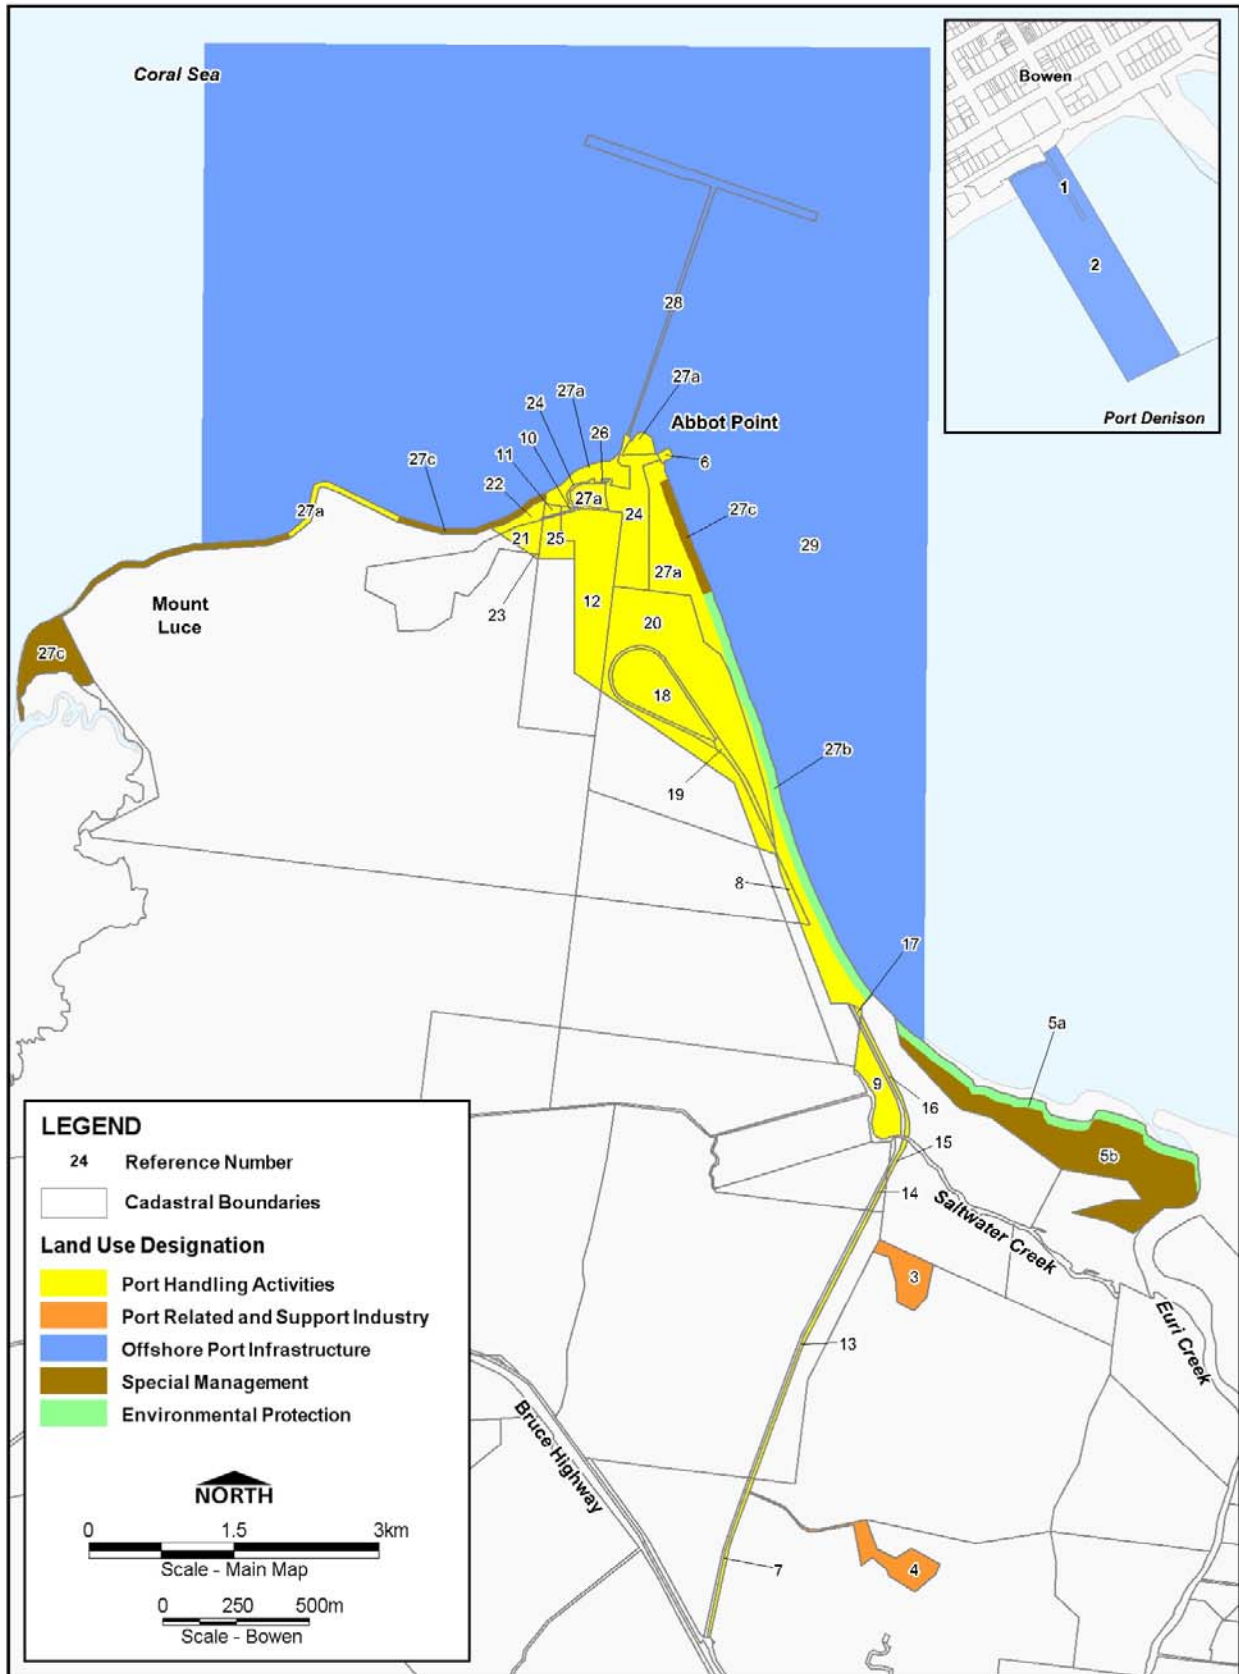 Coral Sea
Bowen
1
2
Port Denison
28
27a
27a
Abbot Point
24
26
10
6
11
27c
22
27a
27a
24
27c
21
25
29
27a
12
23
Mount
Luce
20
27c
18
27b
19
8
17
5a
9
16
5b
15
14
Saltwater Creek
3
Euri Creek
13
Bruce Highway
7
4
LEGEND
24 Reference Number
Cadastral Boundaries
Land Use Designation
Port Handling Activities
Port Related and Support Industry
Offshore Port Infrastructure
Special Management
Environmental Protection
NORTH
0 1.5 3km
Scale - Main Map
0 250 500m
Scale - Bowen